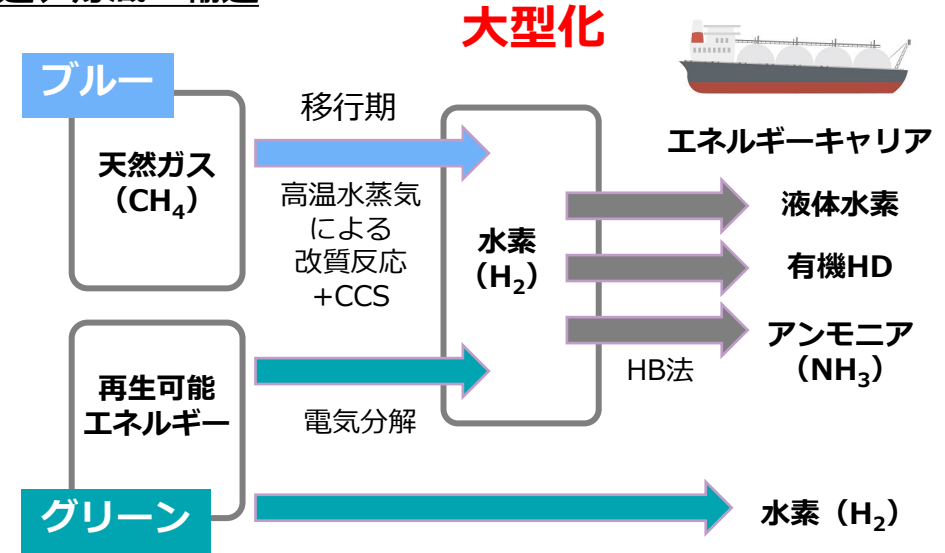 大型化
ブルー
天然ガス
（CH₄）
移行期
高温水蒸気
による
改質反応
+CCS
水素
（H₂）
エネルギーキャリア
液体水素
有機HD
アンモニア
（NH₃）
HB法
再生可能
エネルギー
電気分解
グリーン
水素（H₂）